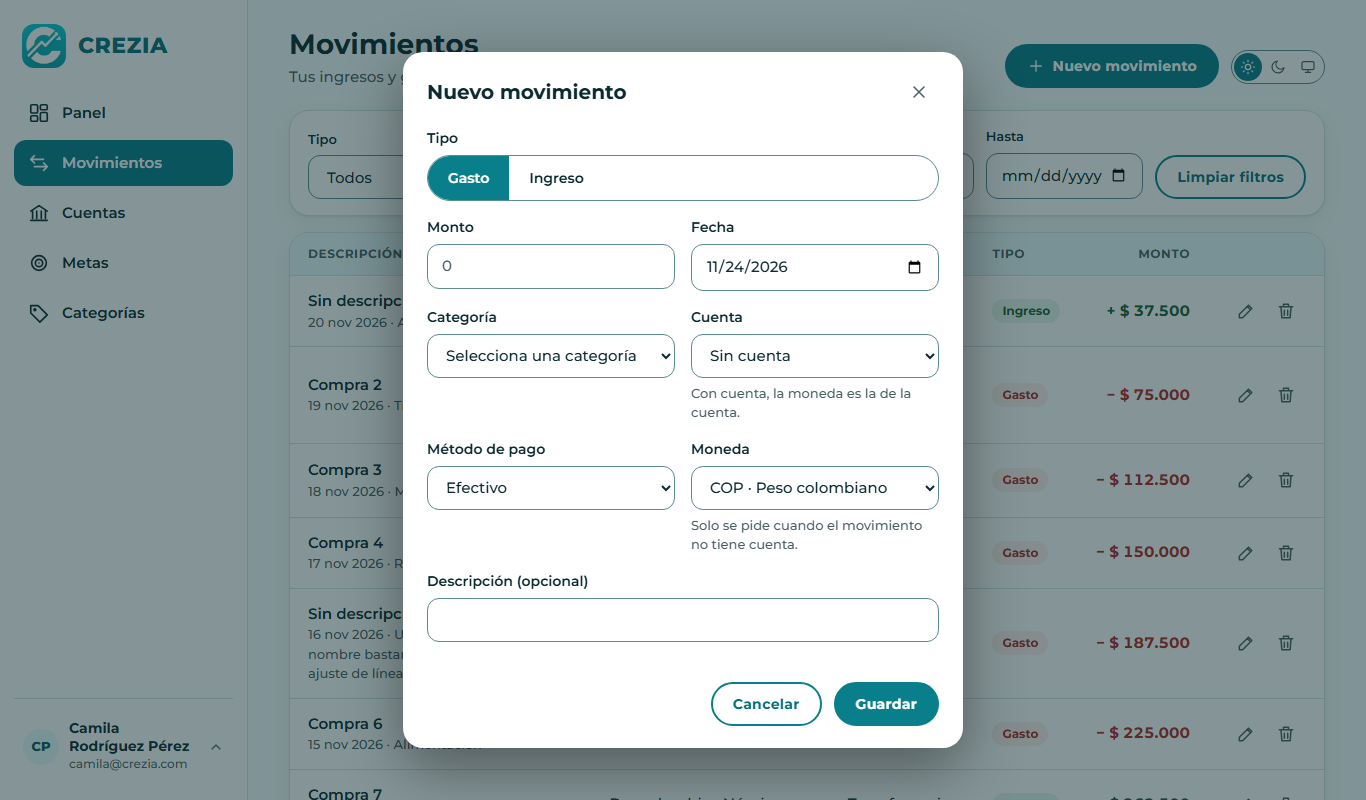 CREZIA
Panel
Movimientos
Cuentas
Metas
Categorías
CP
Camila
Rodríguez Pérez
camila@crezia.com
Movimientos
Tus ingresos y
Nuevo movimiento
Tipo
Todos
Hasta
mm/dd/yyyy
Limpiar filtros
DESCRIPCIÓN
TIPO
MONTO
Sin descripc
20 nov 2026 · A
Ingreso
+ $ 37.500
Compra 2
19 nov 2026 · T
Gasto
− $ 75.000
Compra 3
18 nov 2026 · M
Gasto
− $ 112.500
Compra 4
17 nov 2026 · R
Gasto
− $ 150.000
Sin descripc
16 nov 2026 · U
nombre basta
ajuste de línea
Gasto
− $ 187.500
Compra 6
15 nov 2026 · Alimentación
Gasto
− $ 225.000
Compra 7
Nuevo movimiento
Tipo
Gasto
Ingreso
Monto
Fecha
0
11/24/2026
Categoría
Cuenta
Selecciona una categoría
Sin cuenta
Con cuenta, la moneda es la de la
cuenta.
Método de pago
Moneda
Efectivo
COP · Peso colombiano
Solo se pide cuando el movimiento
no tiene cuenta.
Descripción (opcional)
Cancelar
Guardar